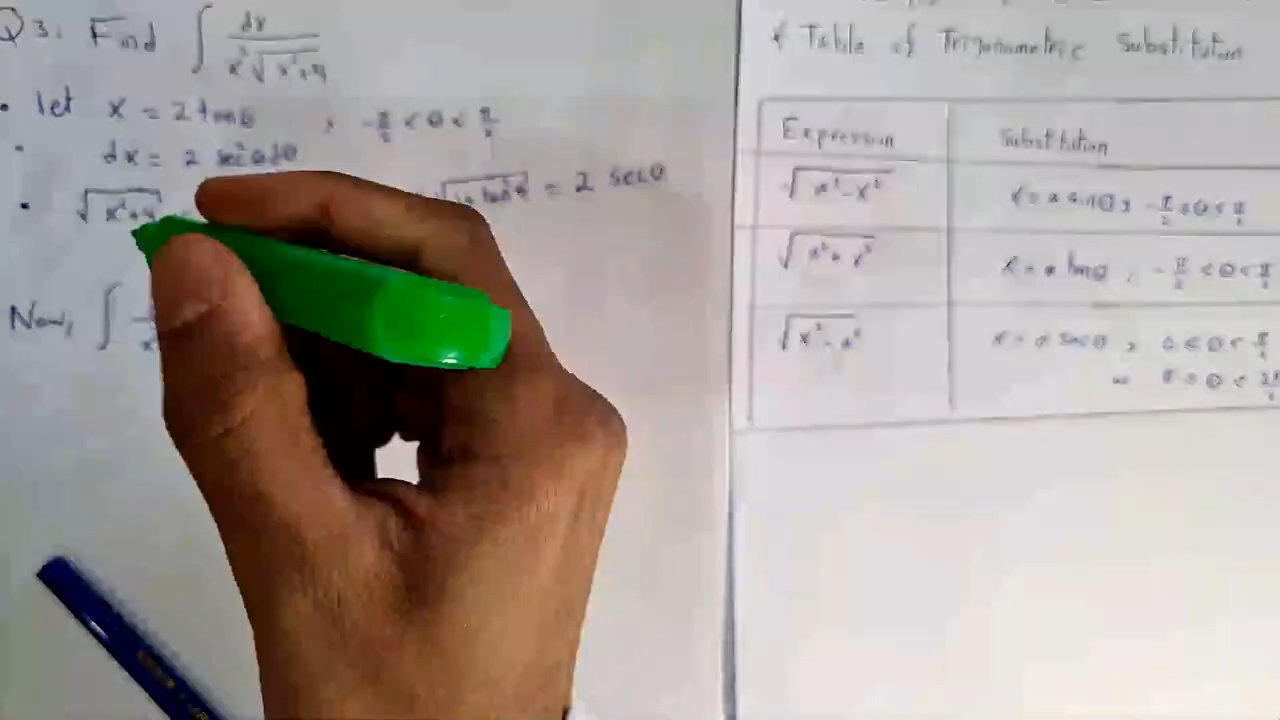 Q3: Find ∫ dx / x²√x²+4
• let x = 2 tanθ , -π/2 < θ < π/2
• dx = 2 sec²θ dθ
• √x²+4 = 2 secθ
Now, ∫
* Table of Trigonometric Substitution
Expression Substitution
√a²-x² x = a sinθ , -π/2 ≤ θ ≤ π/2
√a²+x² x = a tanθ , -π/2 < θ < π/2
√x²-a² x = a secθ , 0 ≤ θ < π/2
or π ≤ θ < 3π/2